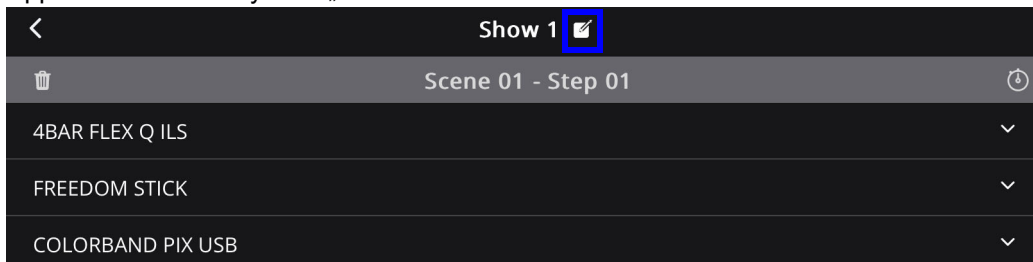 Show 1
Scene 01 - Step 01
4BAR FLEX Q ILS
FREEDOM STICK
COLORBAND PIX USB